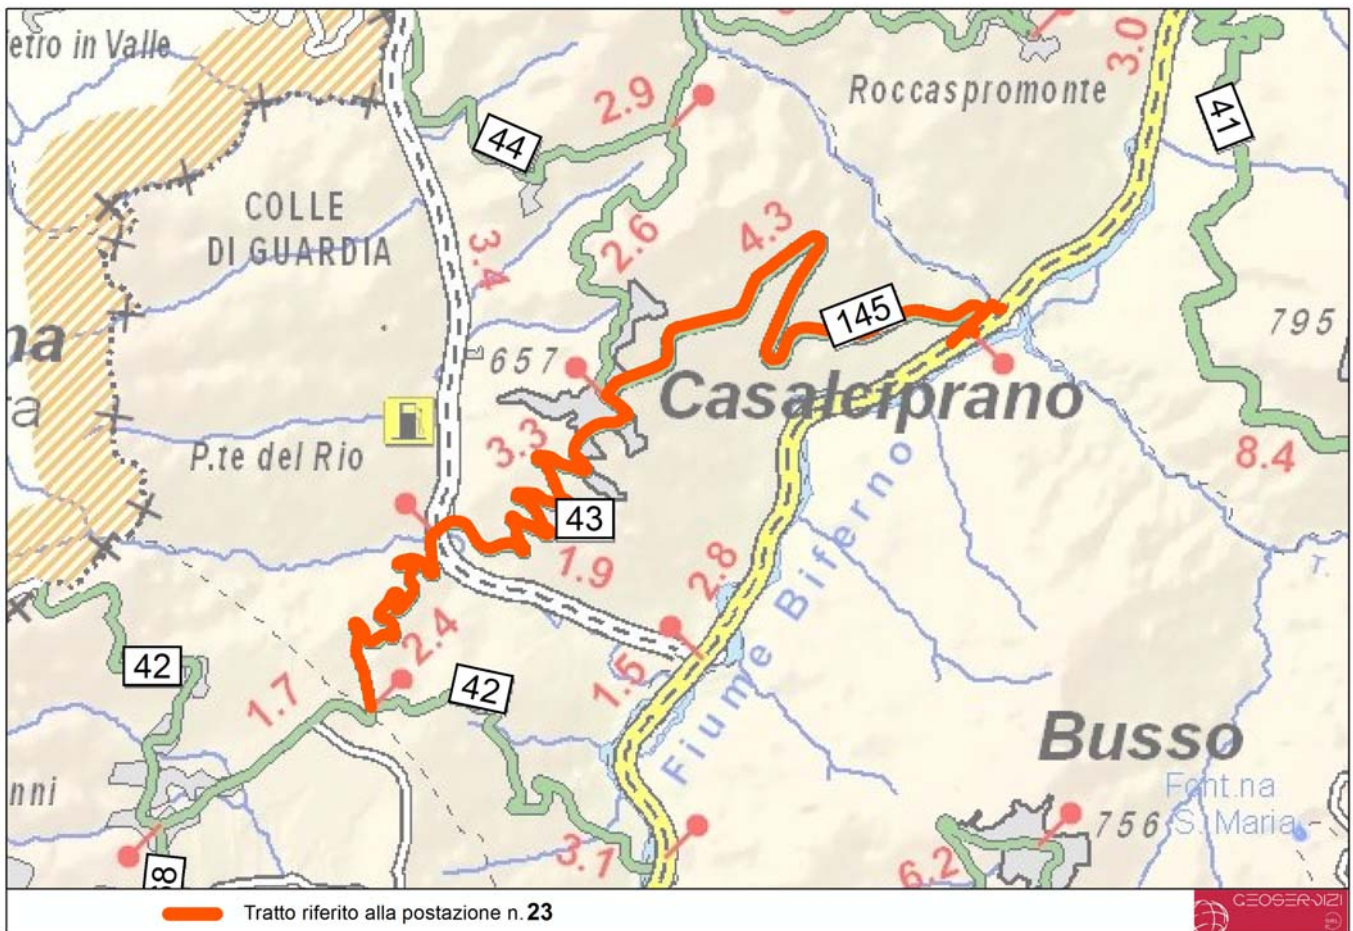 etro in Valle
3.0
2.9
Roccaspromonte
41
44
COLLE
DI GUARDIA
3.4
2.6
4.3
145
795
na
657
Casalciprano
a
P.te del Rio
3.3
8.4
43
1.9
2.8
T.
Fiume Biferno
2.4
42
42
1.5
1.7
Busso
nni
Font.na
S. Maria
756
3.1
6.2
Tratto riferito alla postazione n. 23
GEOSERVIZI